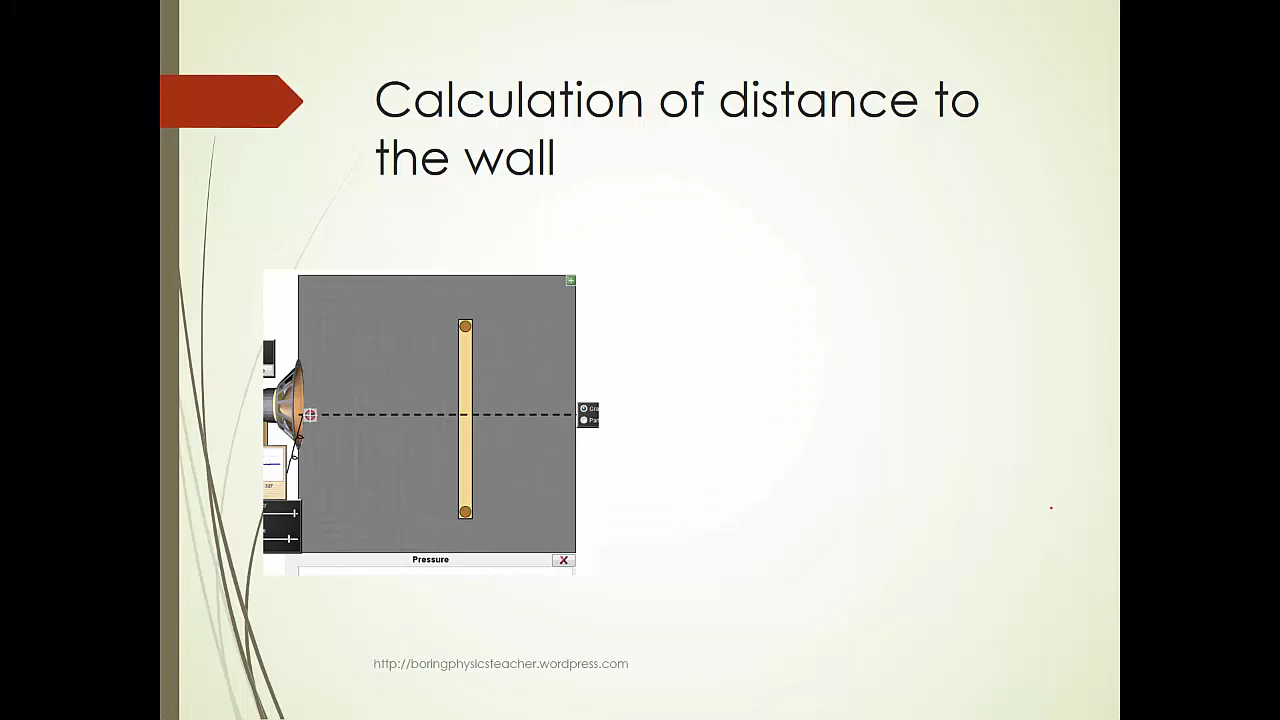 Calculation of distance to
the wall
Pressure
http://boringphysicsteacher.wordpress.com